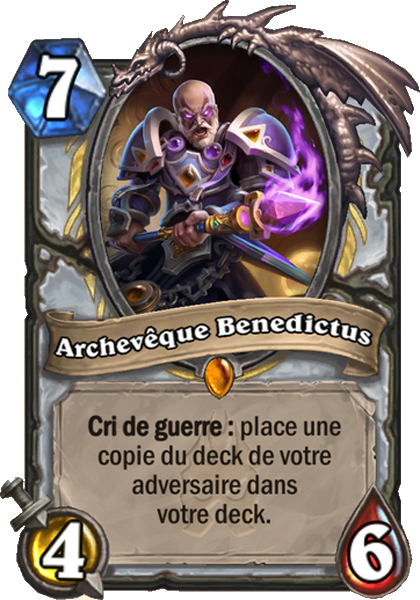 7
Archevêque Benedictus
Cri de guerre : place une
copie du deck de votre
adversaire dans
votre deck.
4
6